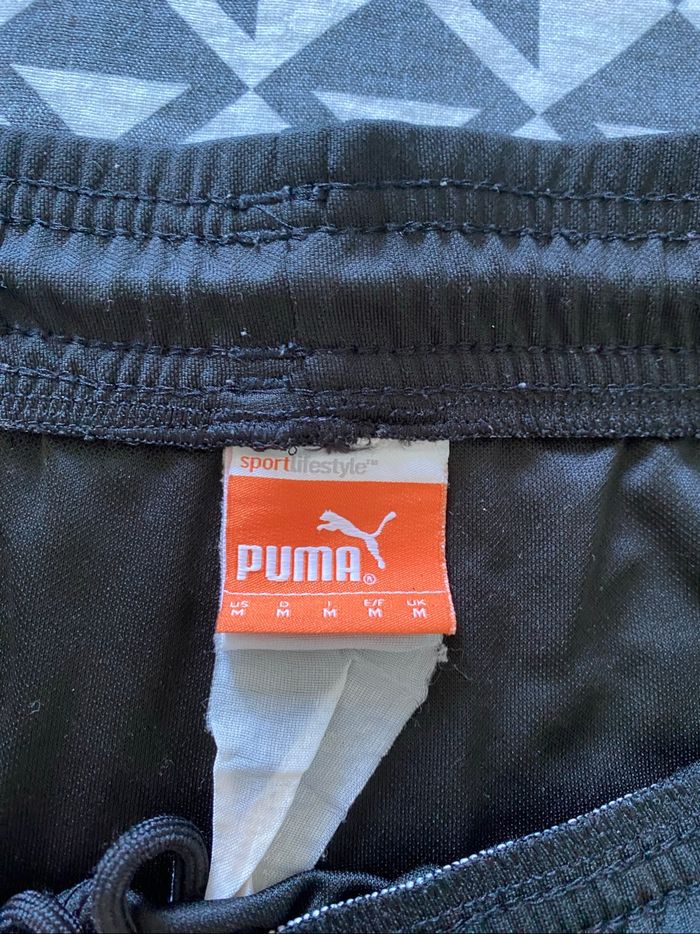 sportlifestyle™
PUMA®
US D I E/F UK
M M M M M